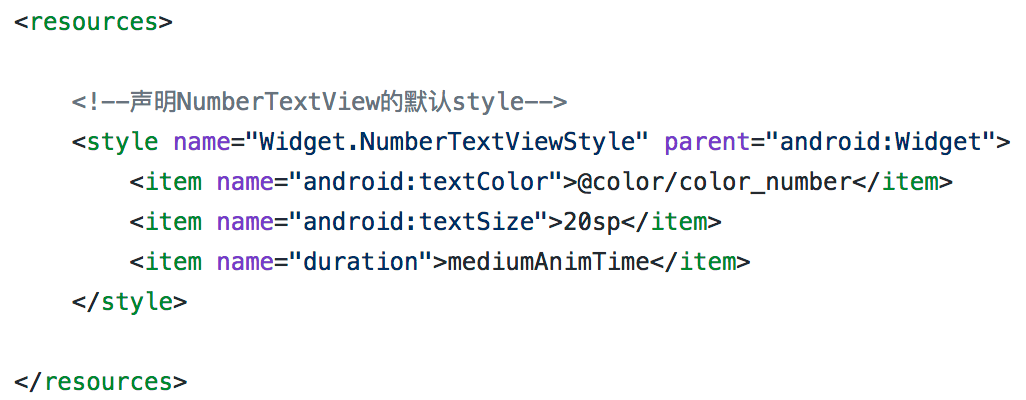 <resources>
<!--声明NumberTextView的默认style-->
<style name="Widget.NumberTextViewStyle" parent="android:Widget">
<item name="android:textColor">@color/color_number</item>
<item name="android:textSize">20sp</item>
<item name="duration">mediumAnimTime</item>
</style>
</resources>